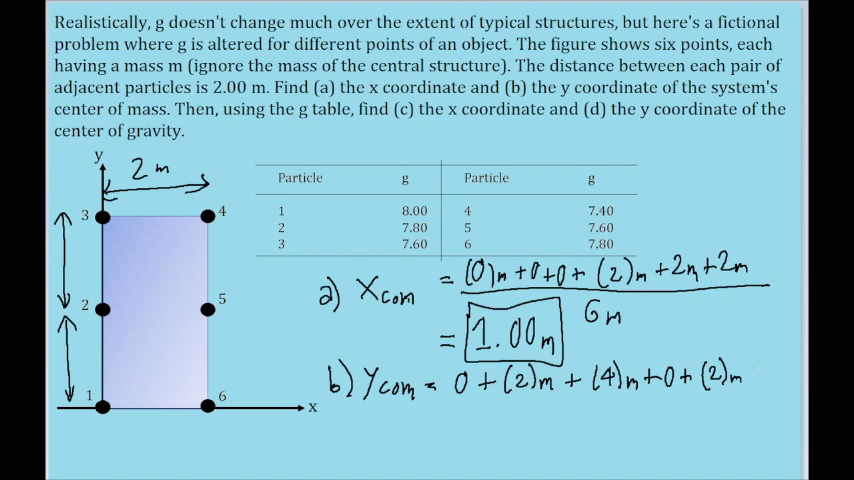 Realistically, g doesn't change much over the extent of typical structures, but here's a fictional
problem where g is altered for different points of an object. The figure shows six points, each
having a mass m (ignore the mass of the central structure). The distance between each pair of
adjacent particles is 2.00 m. Find (a) the x coordinate and (b) the y coordinate of the system's
center of mass. Then, using the g table, find (c) the x coordinate and (d) the y coordinate of the
center of gravity.
y
2 m
3 4
2 5
1 6
x
Particle g Particle g
1 8.00 4 7.40
2 7.80 5 7.60
3 7.60 6 7.80
a) Xcom = (0)m + 0 + 0 + (2)m + 2m + 2m
6m
= 1.00m
b) Ycom = 0 + (2)m + (4)m + 0 + (2)m